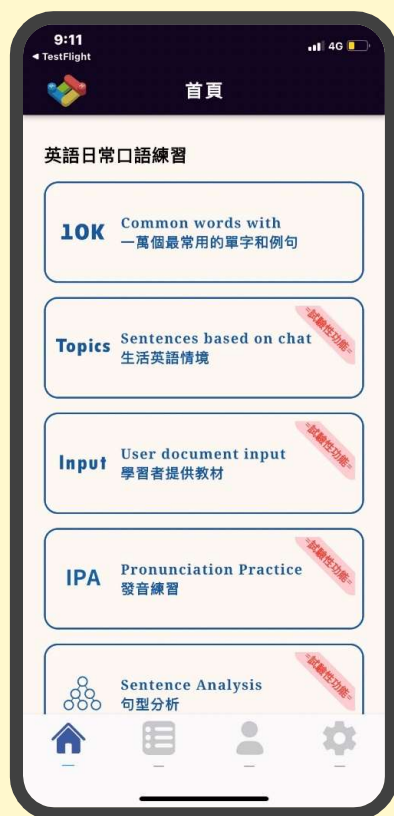 9:11
4G
◀ TestFlight
首頁
英語日常口語練習
10K
Common words with
一萬個最常用的單字和例句
Topics
Sentences based on chat
生活英語情境
=試驗性功能=
Input
User document input
學習者提供教材
=試驗性功能=
IPA
Pronunciation Practice
發音練習
=試驗性功能=
Sentence Analysis
句型分析
=試驗性功能=